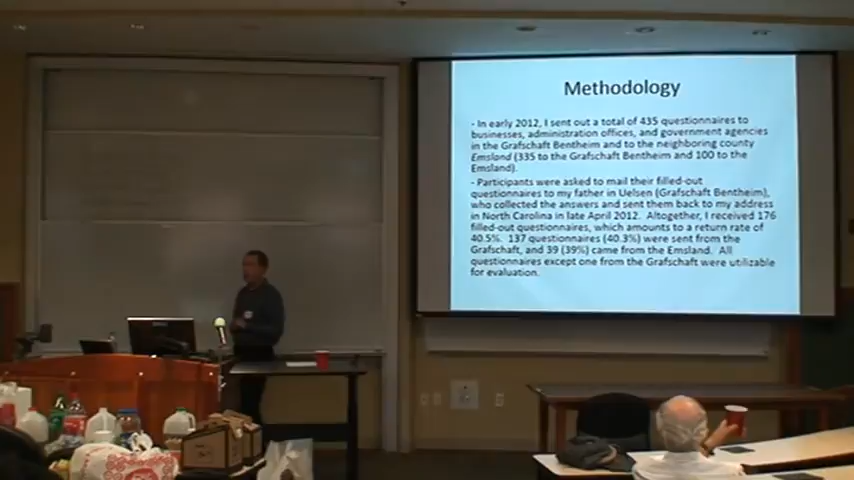 Methodology
- In early 2012, I sent out a total of 435 questionnaires to
businesses, administration offices, and government agencies
in the Grafschaft Bentheim and to the neighboring county
Emsland (335 to the Grafschaft Bentheim and 100 to the
Emsland).
- Participants were asked to mail their filled-out
questionnaires to my father in Uelsen (Grafschaft Bentheim),
who collected the answers and sent them back to my address
in North Carolina in late April 2012. Altogether, I received 176
filled-out questionnaires, which amounts to a return rate of
40.5%. 137 questionnaires (40.3%) were sent from the
Grafschaft, and 39 (39%) came from the Emsland. All
questionnaires except one from the Grafschaft were utilizable
for evaluation.